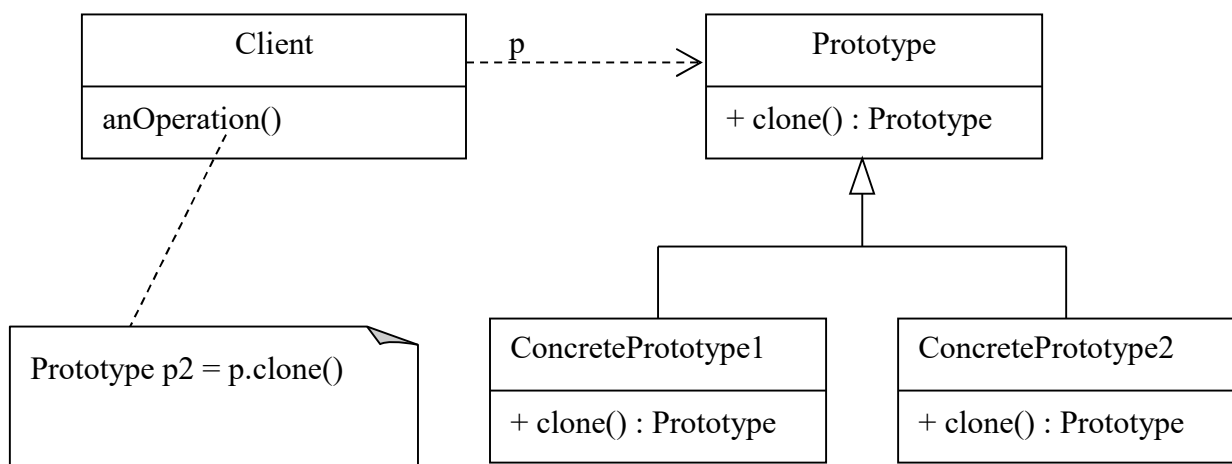 Client
p
Prototype
anOperation()
+ clone() : Prototype
Prototype p2 = p.clone()
ConcretePrototype1
ConcretePrototype2
+ clone() : Prototype
+ clone() : Prototype